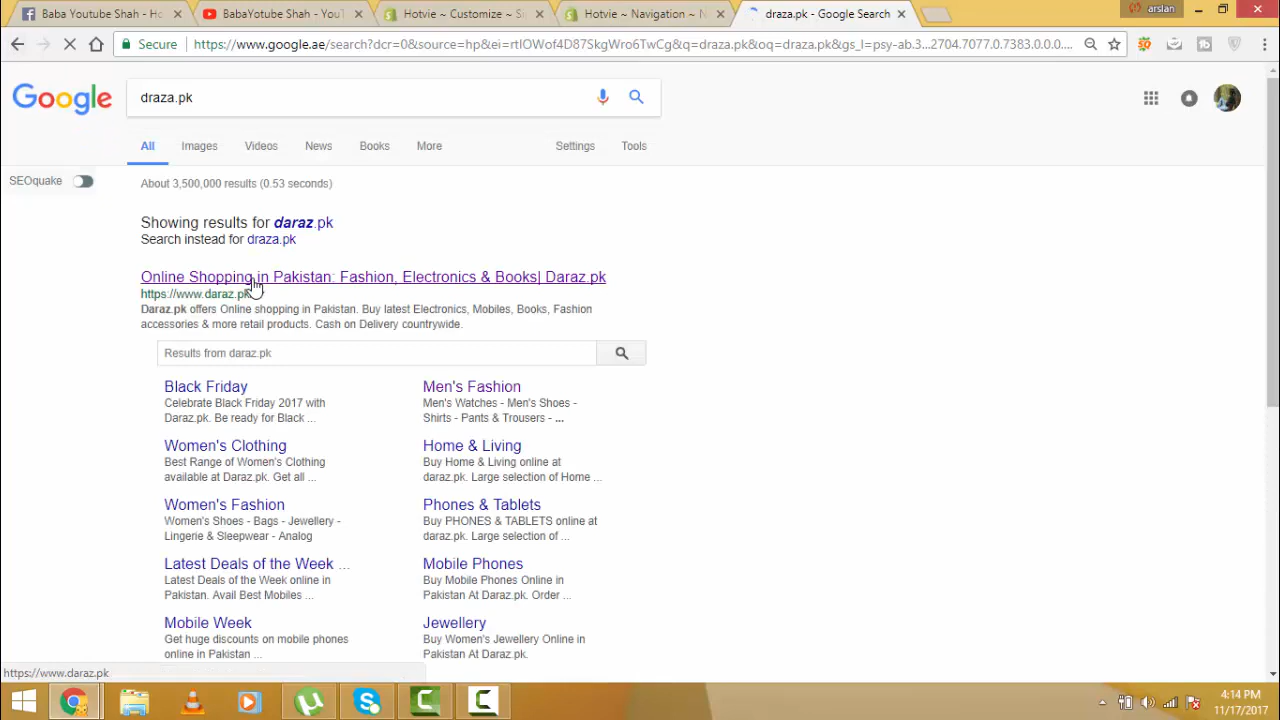 Baba Youtube Shah - Ho
BabaYotube Shah - YouT
Hotvie ~ Customize ~ S
Hotvie ~ Navigation ~ N
draza.pk - Google Search
arslan
Secure
https://www.google.ae/search?dcr=0&source=hp&ei=rtlOWof4D87SkgWro6TwCg&q=draza.pk&oq=draza.pk&gs_l=psy-ab.3...2704.7077.0.7383.0.0.0....
Google
draza.pk
All Images Videos News Books More Settings Tools
SEOquake
About 3,500,000 results (0.53 seconds)
Showing results for daraz.pk
Search instead for draza.pk
Online Shopping in Pakistan: Fashion, Electronics & Books| Daraz.pk
https://www.daraz.pk
Daraz.pk offers Online shopping in Pakistan. Buy latest Electronics, Mobiles, Books, Fashion
accessories & more retail products. Cash on Delivery countrywide.
Results from daraz.pk
Black Friday
Celebrate Black Friday 2017 with
Daraz.pk. Be ready for Black ...
Men's Fashion
Men's Watches - Men's Shoes -
Shirts - Pants & Trousers - ...
Women's Clothing
Best Range of Women's Clothing
available at Daraz.pk. Get all ...
Home & Living
Buy Home & Living online at
daraz.pk. Large selection of Home ...
Women's Fashion
Women's Shoes - Bags - Jewellery -
Lingerie & Sleepwear - Analog
Phones & Tablets
Buy PHONES & TABLETS online at
daraz.pk. Large selection of ...
Latest Deals of the Week ...
Latest Deals of the Week online in
Pakistan. Avail Best Mobiles ...
Mobile Phones
Buy Mobile Phones Online in
Pakistan At Daraz.pk. Order ...
Mobile Week
Get huge discounts on mobile phones
online in Pakistan ...
Jewellery
Buy Women's Jewellery Online in
Pakistan At Daraz.pk.
https://www.daraz.pk
4:14 PM
11/17/2017